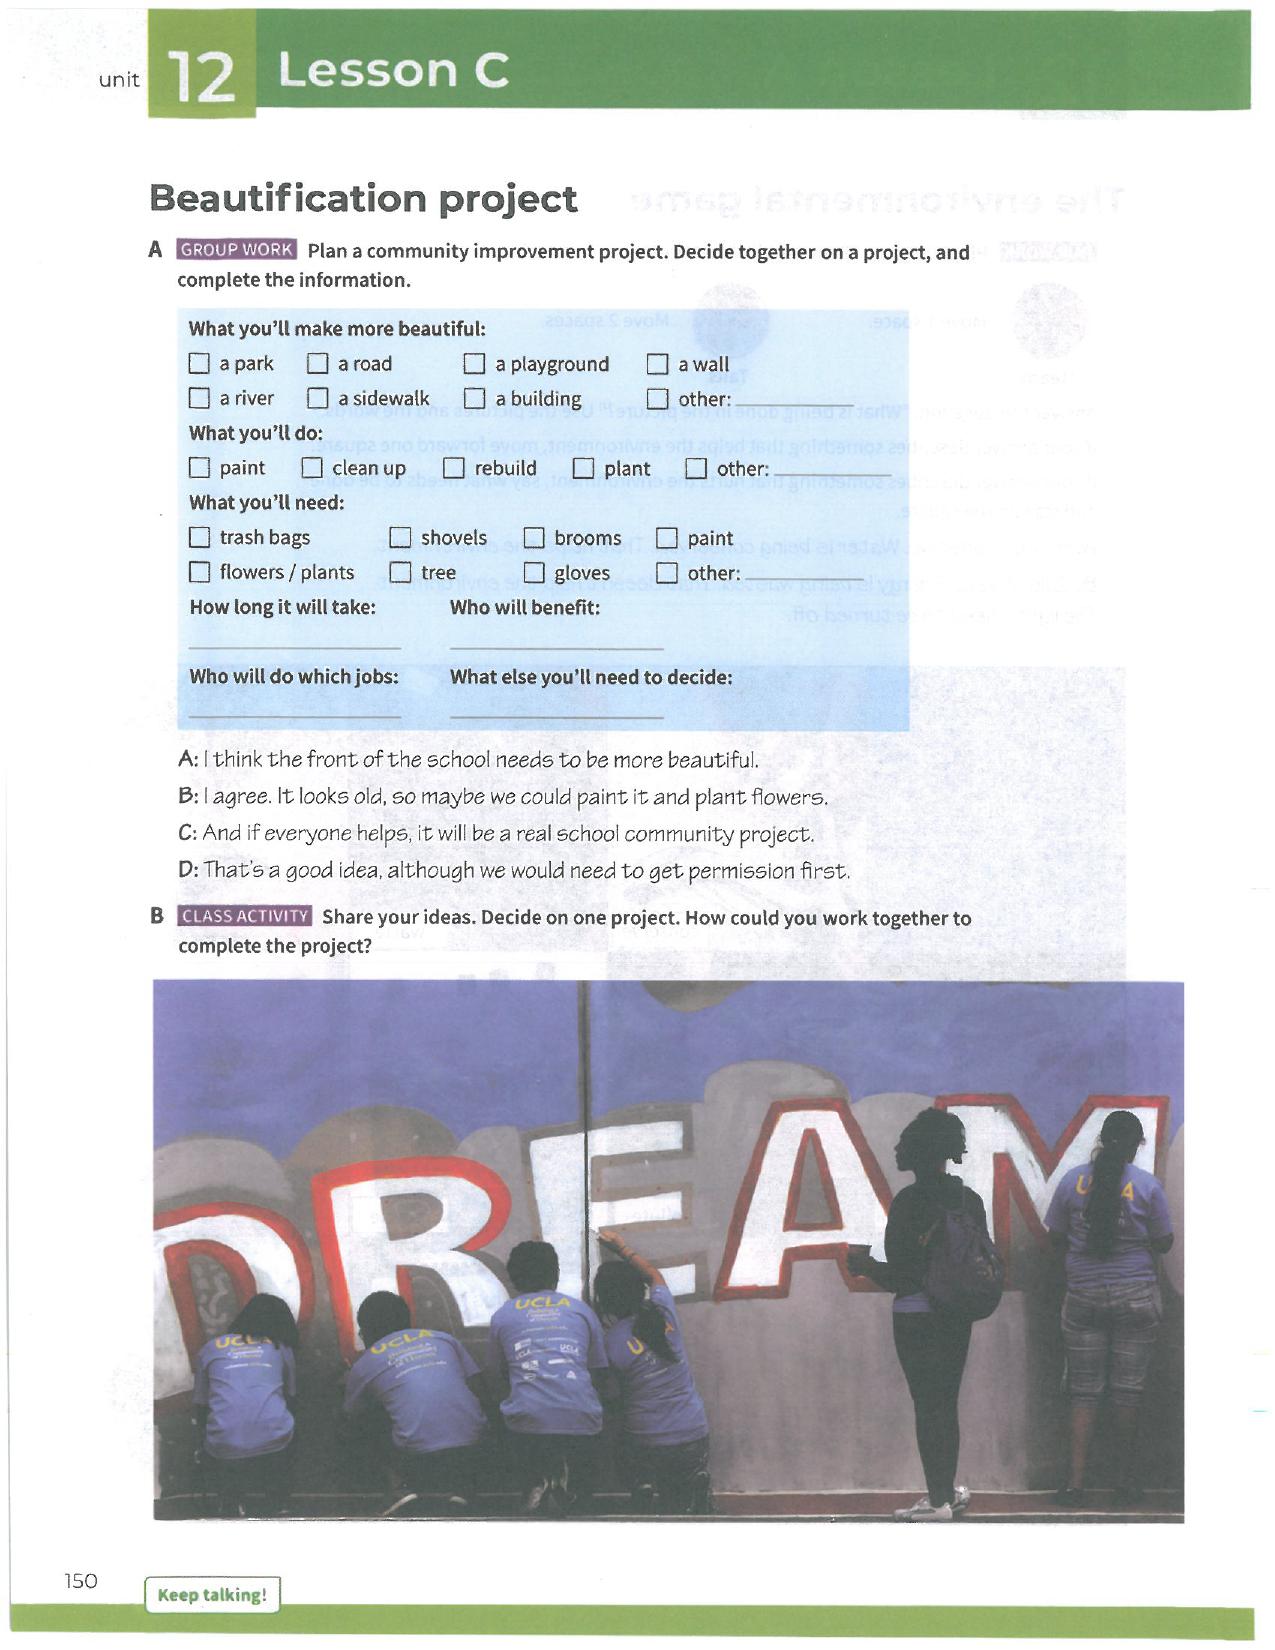 unit 12 Lesson C
Beautification project
A GROUP WORK Plan a community improvement project. Decide together on a project, and
complete the information.
What you'll make more beautiful:
a park a road a playground a wall
a river a sidewalk a building other:
What you'll do:
paint clean up rebuild plant other:
What you'll need:
trash bags shovels brooms paint
flowers / plants tree gloves other:
How long it will take: Who will benefit:
Who will do which jobs: What else you'll need to decide:
A: I think the front of the school needs to be more beautiful.
B: I agree. It looks old, so maybe we could paint it and plant flowers.
C: And if everyone helps, it will be a real school community project.
D: That's a good idea, although we would need to get permission first.
B CLASS ACTIVITY Share your ideas. Decide on one project. How could you work together to
complete the project?
DREAM
UCLA
UCLA
UCLA
UCLA
150
Keep talking!